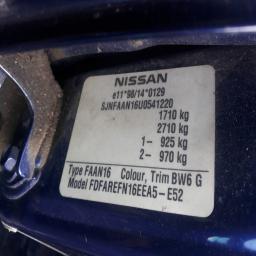 NISSAN
e11*98/14*0129
SJNFAAN16U0541220
1710 kg
2710 kg
1- 925 kg
2- 970 kg
Type FAAN16 Colour, Trim BW6 G
Model FDFAREFN16EEA5-E52